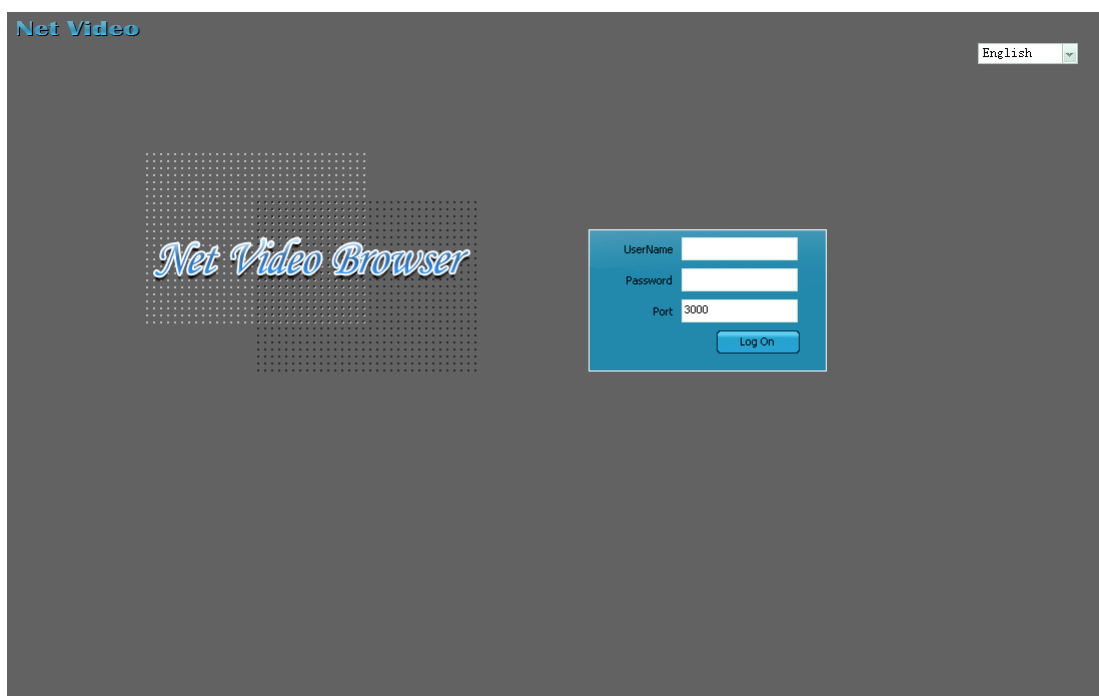 Net Video
English
Net Video Browser
UserName
Password
Port 3000
Log On